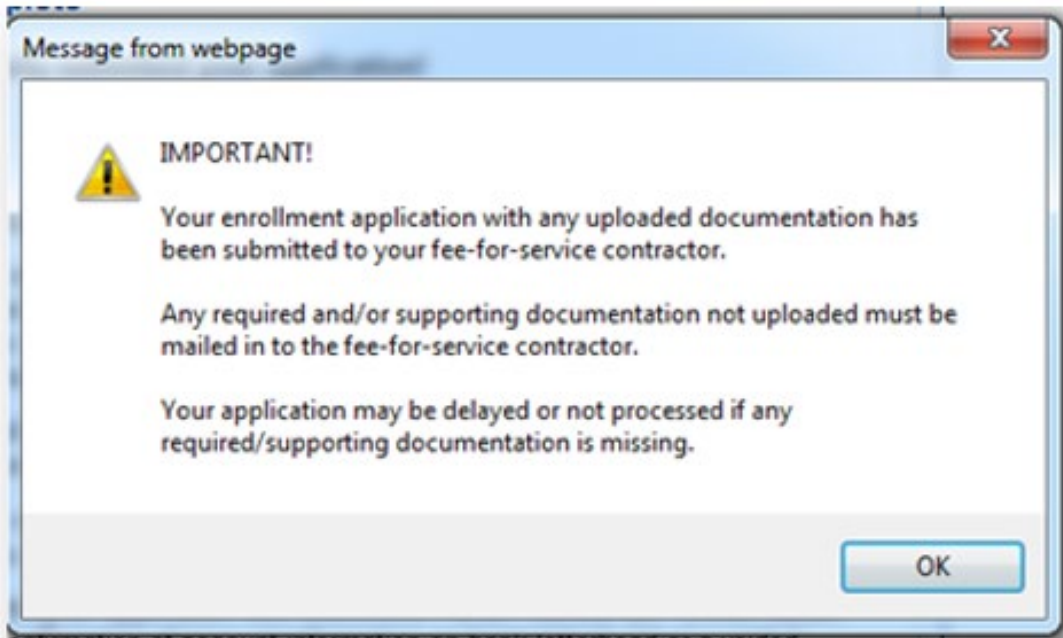 Message from webpage
IMPORTANT!
Your enrollment application with any uploaded documentation has
been submitted to your fee-for-service contractor.
Any required and/or supporting documentation not uploaded must be
mailed in to the fee-for-service contractor.
Your application may be delayed or not processed if any
required/supporting documentation is missing.
OK